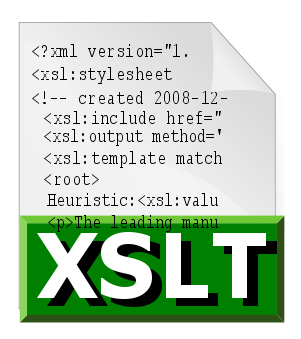 <?xml version="1.
<xsl:stylesheet
<!-- created 2008-12-
<xsl:include href="
<xsl:output method='
<xsl:template match
<root>
Heuristic:<xsl:valu
<p>The leading manu
XSLT